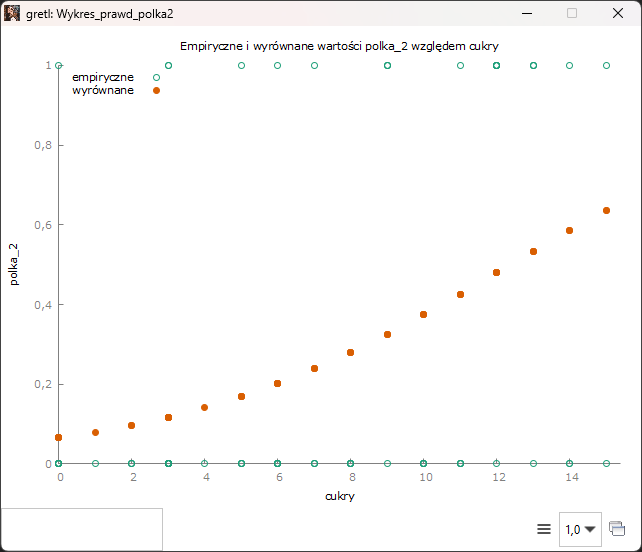 gretl: Wykres_prawd_polka2
Empiryczne i wyrównane wartości polka_2 względem cukry
empiryczne
wyrównane
1
0,8
0,6
0,4
0,2
0
polka_2
0 2 4 6 8 10 12 14
cukry
1,0